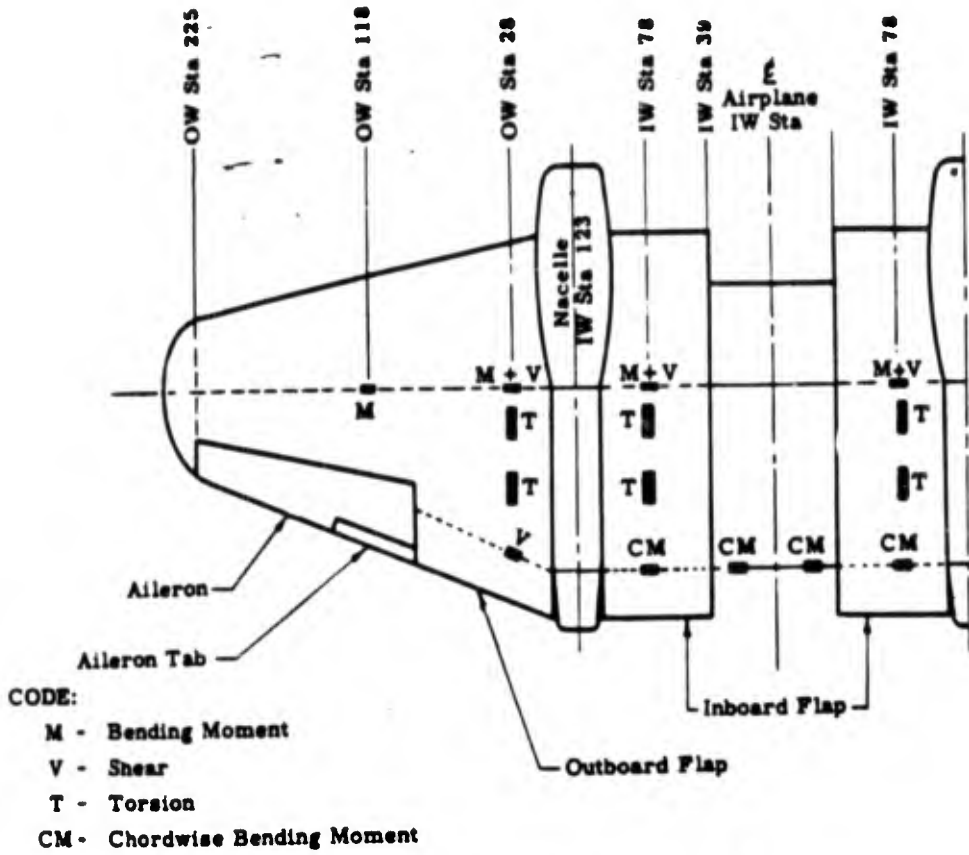 OW Sta 225
OW Sta 118
OW Sta 28
IW Sta 78
IW Sta 39
℄
Airplane
IW Sta
IW Sta 78
Nacelle
IW Sta 123
M
M + V
M + V
M+V
T
T
T
T
T
T
V
CM
CM
CM
CM
Aileron
Aileron Tab
Inboard Flap
Outboard Flap
CODE:
M - Bending Moment
V - Shear
T - Torsion
CM - Chordwise Bending Moment